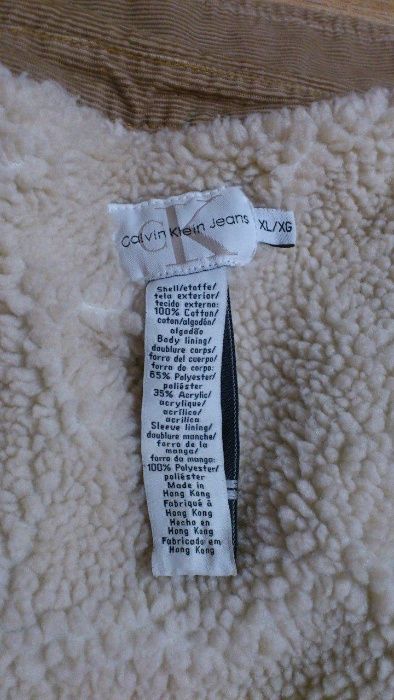 CK
Calvin Klein Jeans
XL/XG
Shell/etoffe/
tela exterior/
tecido externo:
100% Cotton/
coton/algodón/
algodão
Body lining/
doublure corps/
forro del cuerpo/
forro do corpo:
65% Polyester/
poliéster
35% Acrylic/
acrylique/
acrílico/
acrílica
Sleeve lining/
doublure manche/
forro de la
manga/
forro da manga:
100% Polyester/
poliéster
Made in
Hong Kong
Fabriqué à
Hong Kong
Hecho en
Hong Kong
Fabricado em
Hong Kong